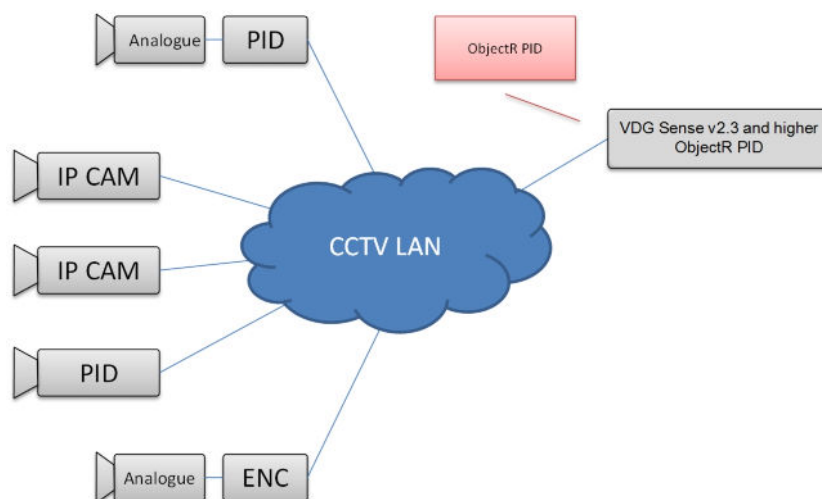 Analogue
PID
ObjectR PID
VDG Sense v2.3 and higher
ObjectR PID
IP CAM
CCTV LAN
IP CAM
PID
Analogue
ENC